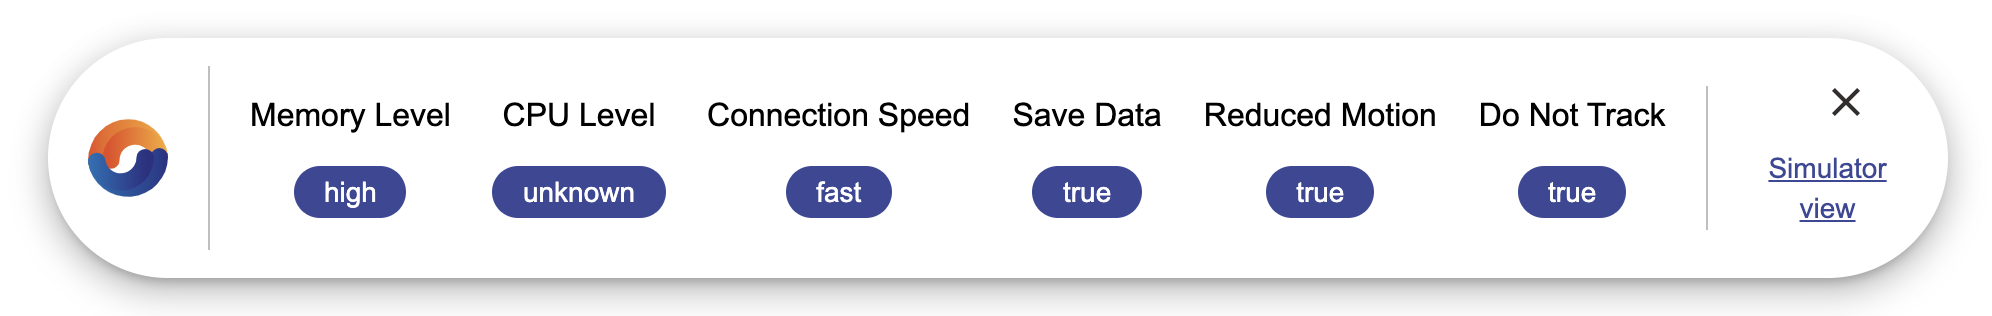 Memory Level CPU Level Connection Speed Save Data Reduced Motion Do Not Track
high unknown fast true true true
Simulator
view